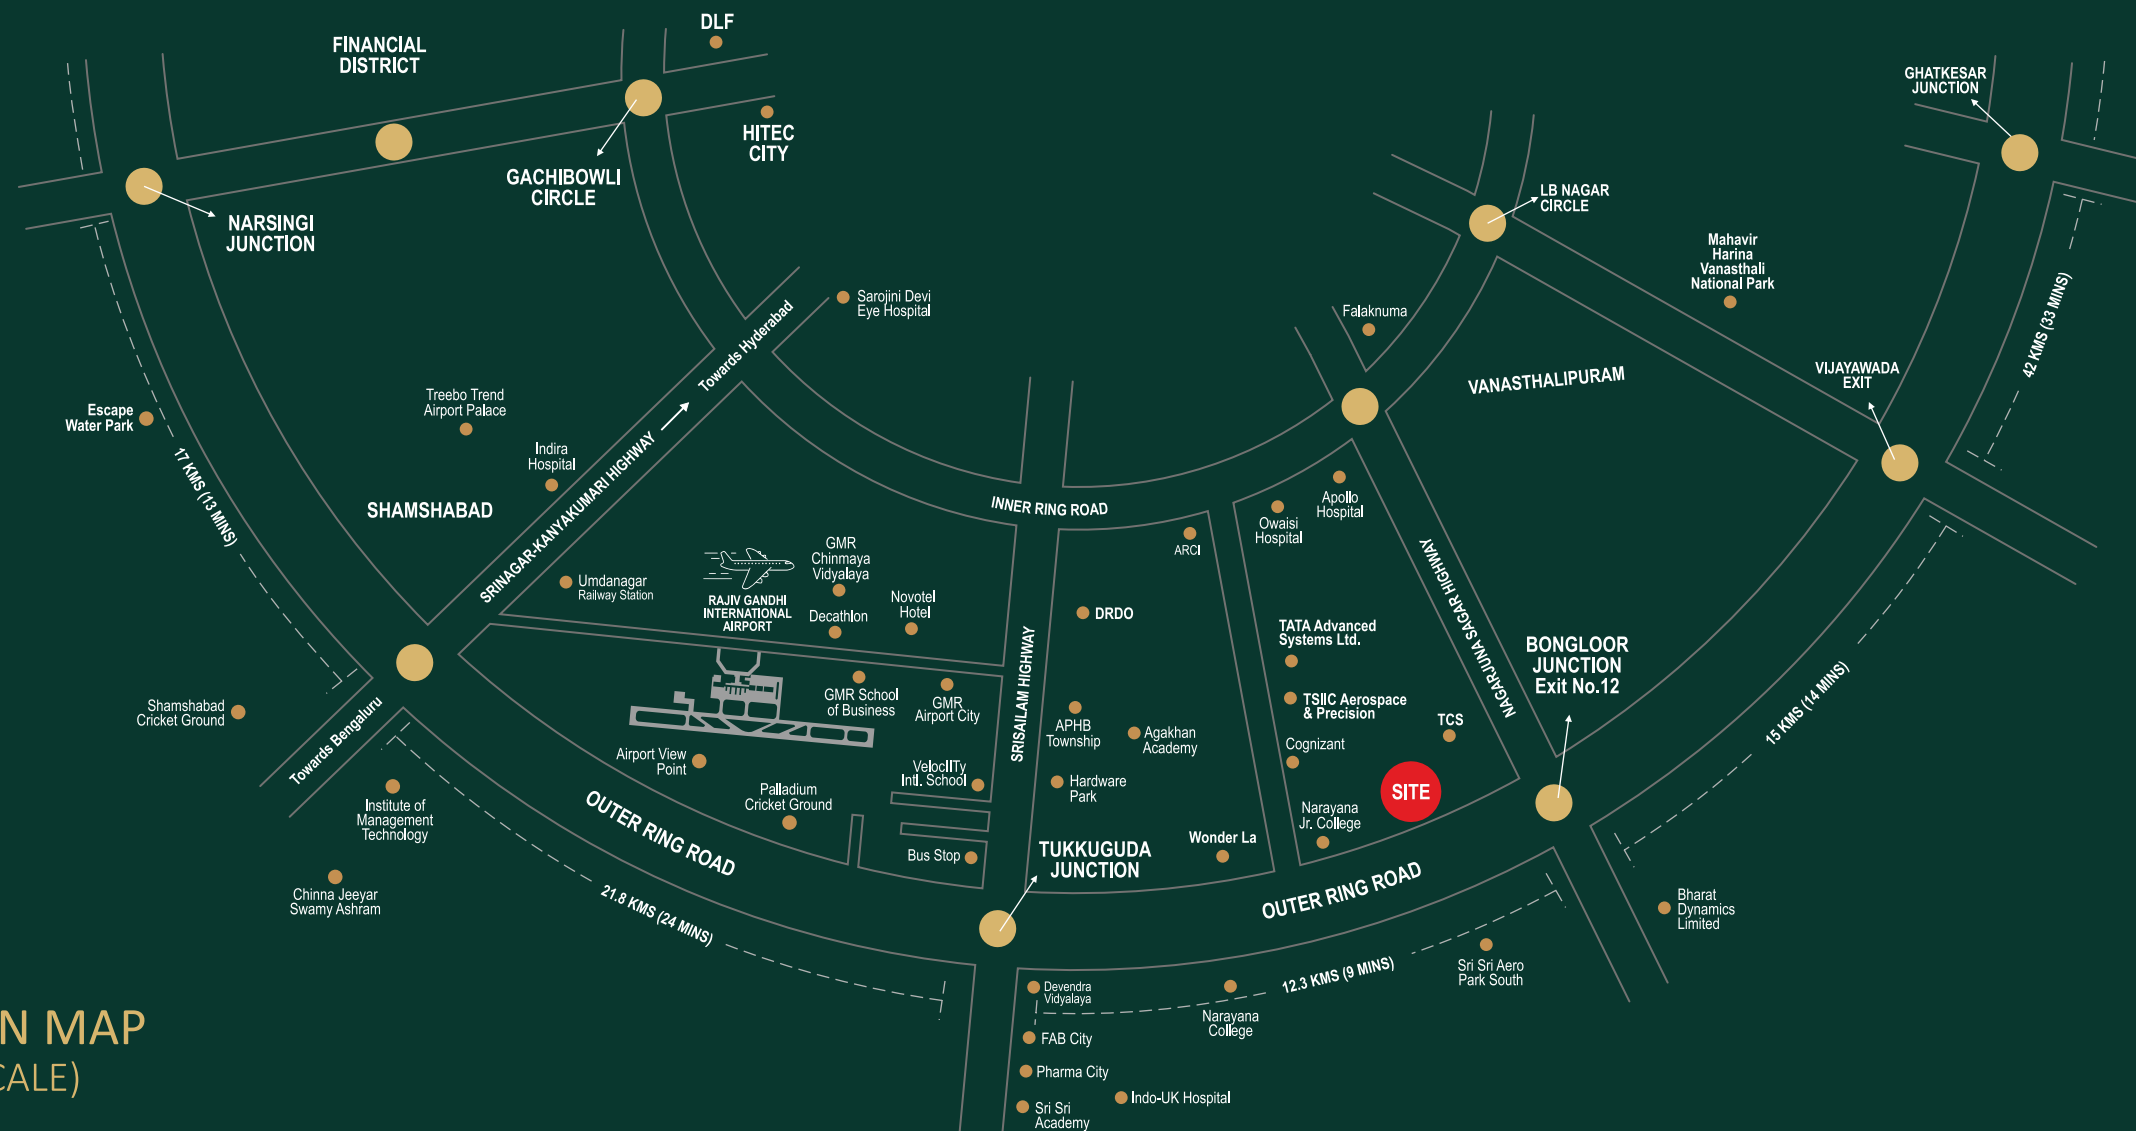 DLF
FINANCIAL
DISTRICT
HITEC
CITY
GACHIBOWLI
CIRCLE
NARSINGI
JUNCTION
GHATKESAR
JUNCTION
LB NAGAR
CIRCLE
Mahavir
Harina
Vanasthali
National Park
42 KMS (33 MINS)
Sarojini Devi
Eye Hospital
Towards Hyderabad
Falaknuma
VANASTHALIPURAM
VIJAYAWADA
EXIT
Escape
Water Park
17 KMS (13 MINS)
Treebo Trend
Airport Palace
Indira
Hospital
SHAMSHABAD
SRINAGAR-KANYAKUMARI HIGHWAY
INNER RING ROAD
Apollo
Hospital
Owaisi
Hospital
ARCI
Umdanagar
Railway Station
RAJIV GANDHI
INTERNATIONAL
AIRPORT
GMR
Chinmaya
Vidyalaya
Decathlon
Novotel
Hotel
DRDO
SRISAILAM HIGHWAY
NAGARJUNA SAGAR HIGHWAY
TATA Advanced
Systems Ltd.
TSIIC Aerospace
& Precision
TCS
Cognizant
BONGLOOR
JUNCTION
Exit No.12
15 KMS (14 MINS)
Shamshabad
Cricket Ground
Towards Bengaluru
GMR School
of Business
GMR
Airport City
APHB
Township
Agakhan
Academy
Airport View
Point
VelocIITy
Intl. School
Hardware
Park
SITE
Palladium
Cricket Ground
Narayana
Jr. College
Institute of
Management
Technology
OUTER RING ROAD
Bus Stop
TUKKUGUDA
JUNCTION
Wonder La
OUTER RING ROAD
Chinna Jeeyar
Swamy Ashram
21.8 KMS (24 MINS)
Bharat
Dynamics
Limited
12.3 KMS (9 MINS)
Sri Sri Aero
Park South
Devendra
Vidyalaya
Narayana
College
FAB City
Pharma City
Indo-UK Hospital
Sri Sri
Academy
N MAP
CALE)